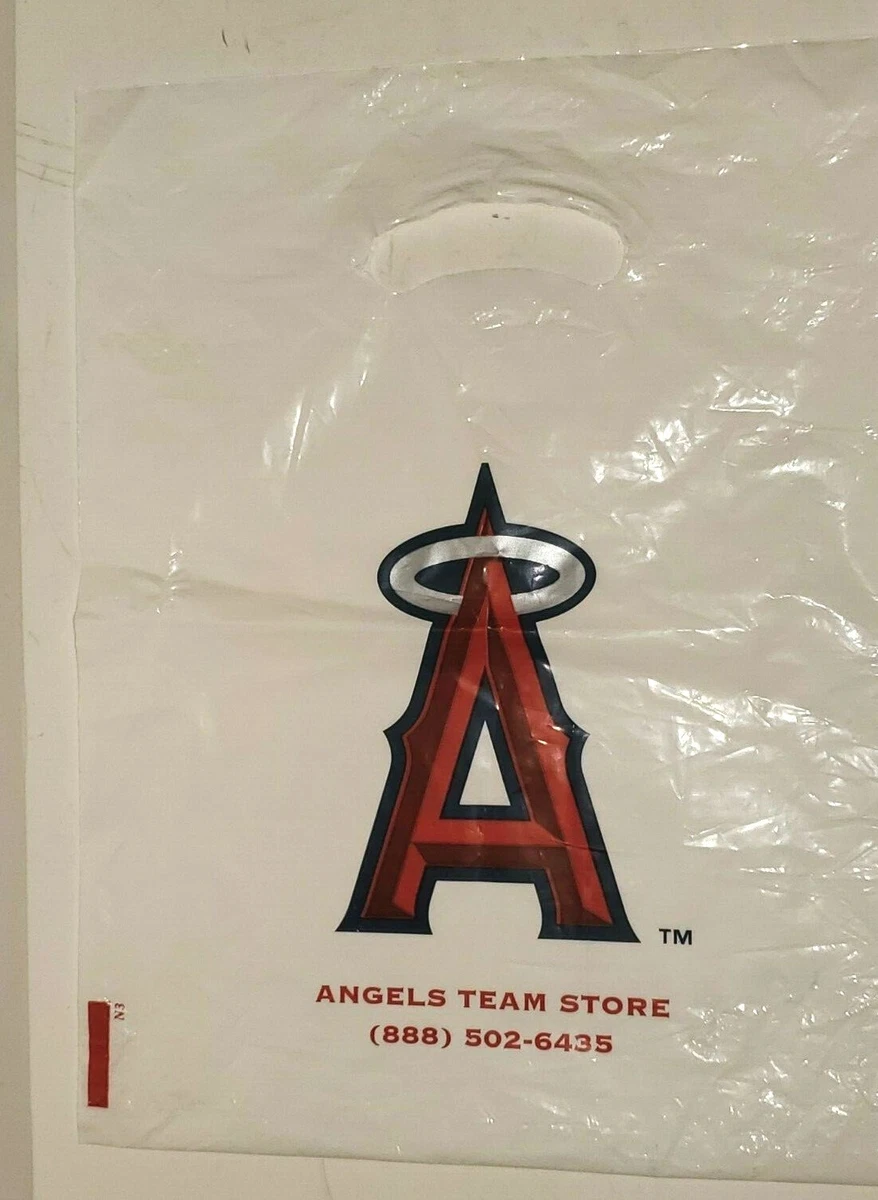 A
TM
ANGELS TEAM STORE
(888) 502-6435
N3